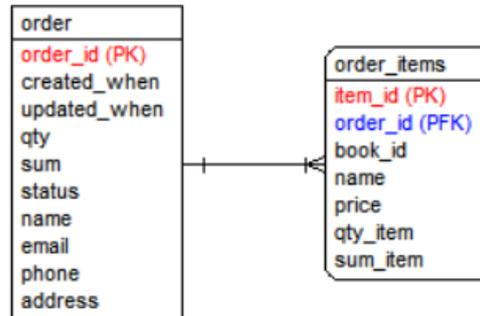 order
order_id (PK)
created_when
updated_when
qty
sum
status
name
email
phone
address
order_items
item_id (PK)
order_id (PFK)
book_id
name
price
qty_item
sum_item